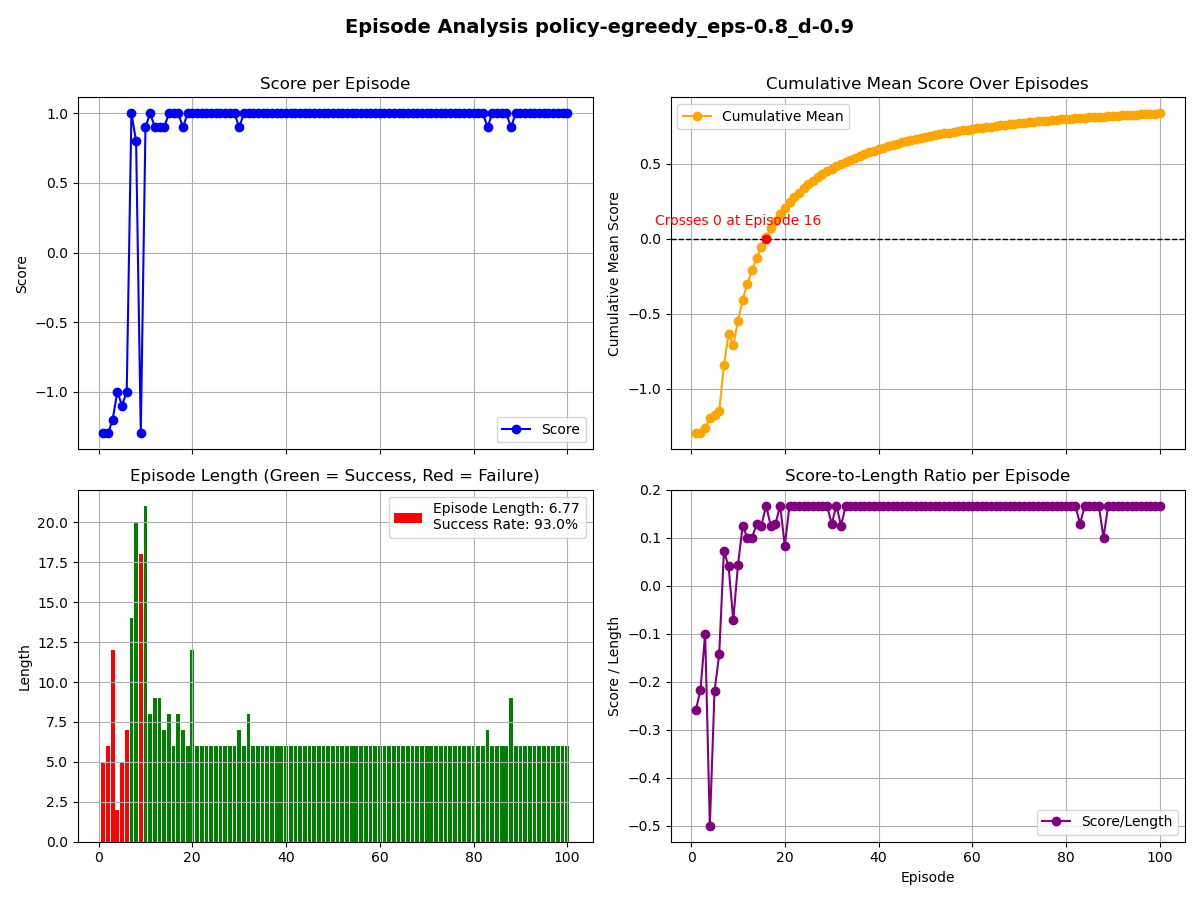 Episode Analysis policy-egreedy_eps-0.8_d-0.9
Score per Episode
1.0
0.5
0.0
−0.5
−1.0
Score
Score
Cumulative Mean Score Over Episodes
Cumulative Mean
0.5
0.0
−0.5
−1.0
Cumulative Mean Score
Crosses 0 at Episode 16
Episode Length (Green = Success, Red = Failure)
Episode Length: 6.77
Success Rate: 93.0%
20.0
17.5
15.0
12.5
10.0
7.5
5.0
2.5
0.0
Length
0 20 40 60 80 100
Score-to-Length Ratio per Episode
0.2
0.1
0.0
−0.1
−0.2
−0.3
−0.4
−0.5
Score / Length
Score/Length
0 20 40 60 80 100
Episode